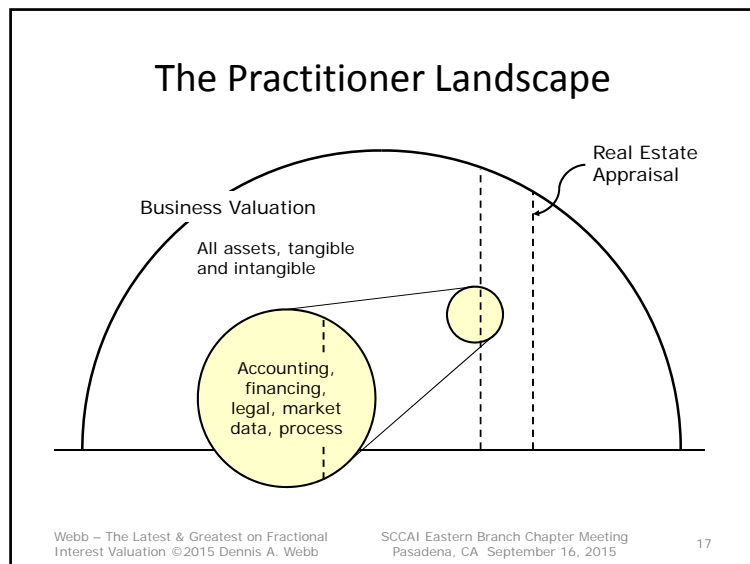 The Practitioner Landscape
Real Estate
Appraisal
Business Valuation
All assets, tangible
and intangible
Accounting,
financing,
legal, market
data, process
Webb – The Latest & Greatest on Fractional
Interest Valuation ©2015 Dennis A. Webb
SCCAI Eastern Branch Chapter Meeting
Pasadena, CA  September 16, 2015
17